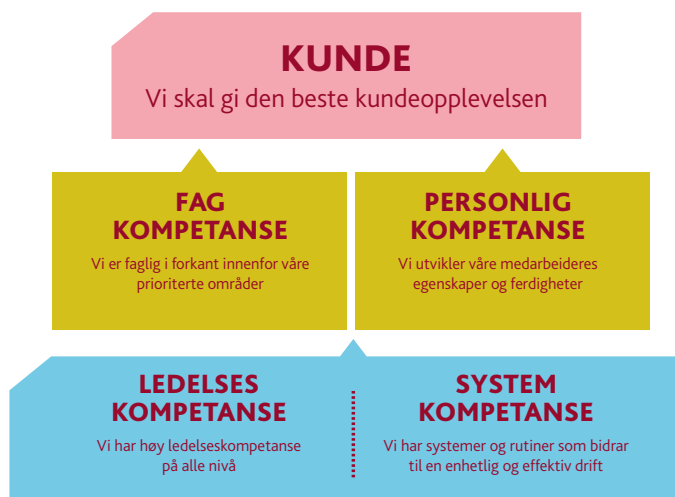 KUNDE
Vi skal gi den beste kundeopplevelsen
FAG
KOMPETANSE
Vi er faglig i forkant innenfor våre
prioriterte områder
PERSONLIG
KOMPETANSE
Vi utvikler våre medarbeideres
egenskaper og ferdigheter
LEDELSES
KOMPETANSE
Vi har høy ledelseskompetanse
på alle nivå
SYSTEM
KOMPETANSE
Vi har systemer og rutiner som bidrar
til en enhetlig og effektiv drift